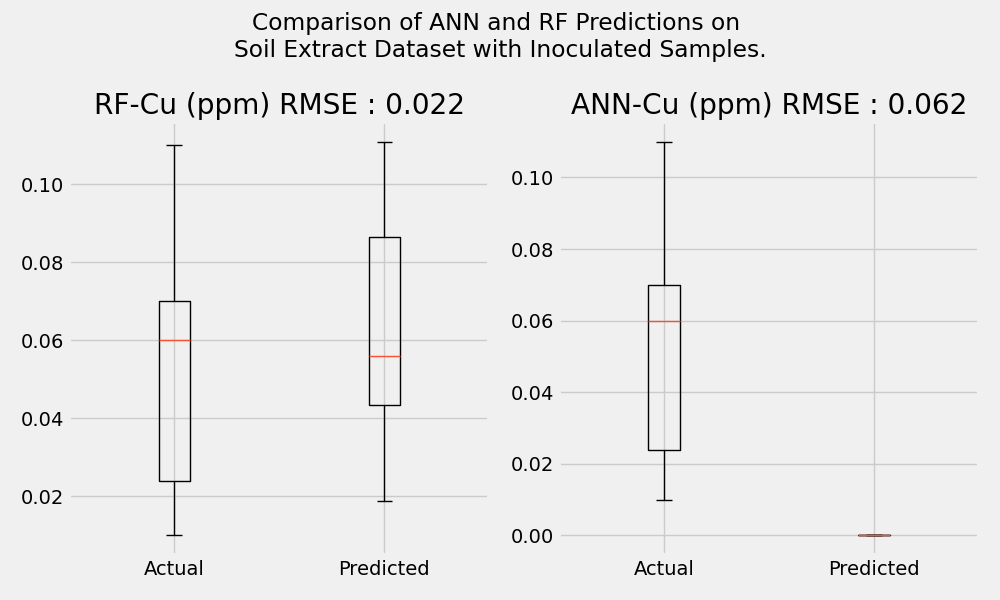 Comparison of ANN and RF Predictions on
Soil Extract Dataset with Inoculated Samples.
RF-Cu (ppm) RMSE : 0.022
0.10
0.08
0.06
0.04
0.02
Actual Predicted
ANN-Cu (ppm) RMSE : 0.062
0.10
0.08
0.06
0.04
0.02
0.00
Actual Predicted